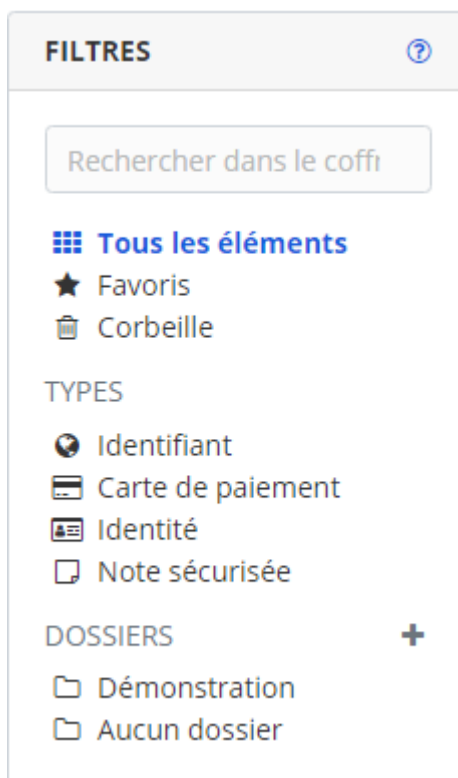 FILTRES
Rechercher dans le coff
Tous les éléments
Favoris
Corbeille
TYPES
Identifiant
Carte de paiement
Identité
Note sécurisée
DOSSIERS
Démonstration
Aucun dossier